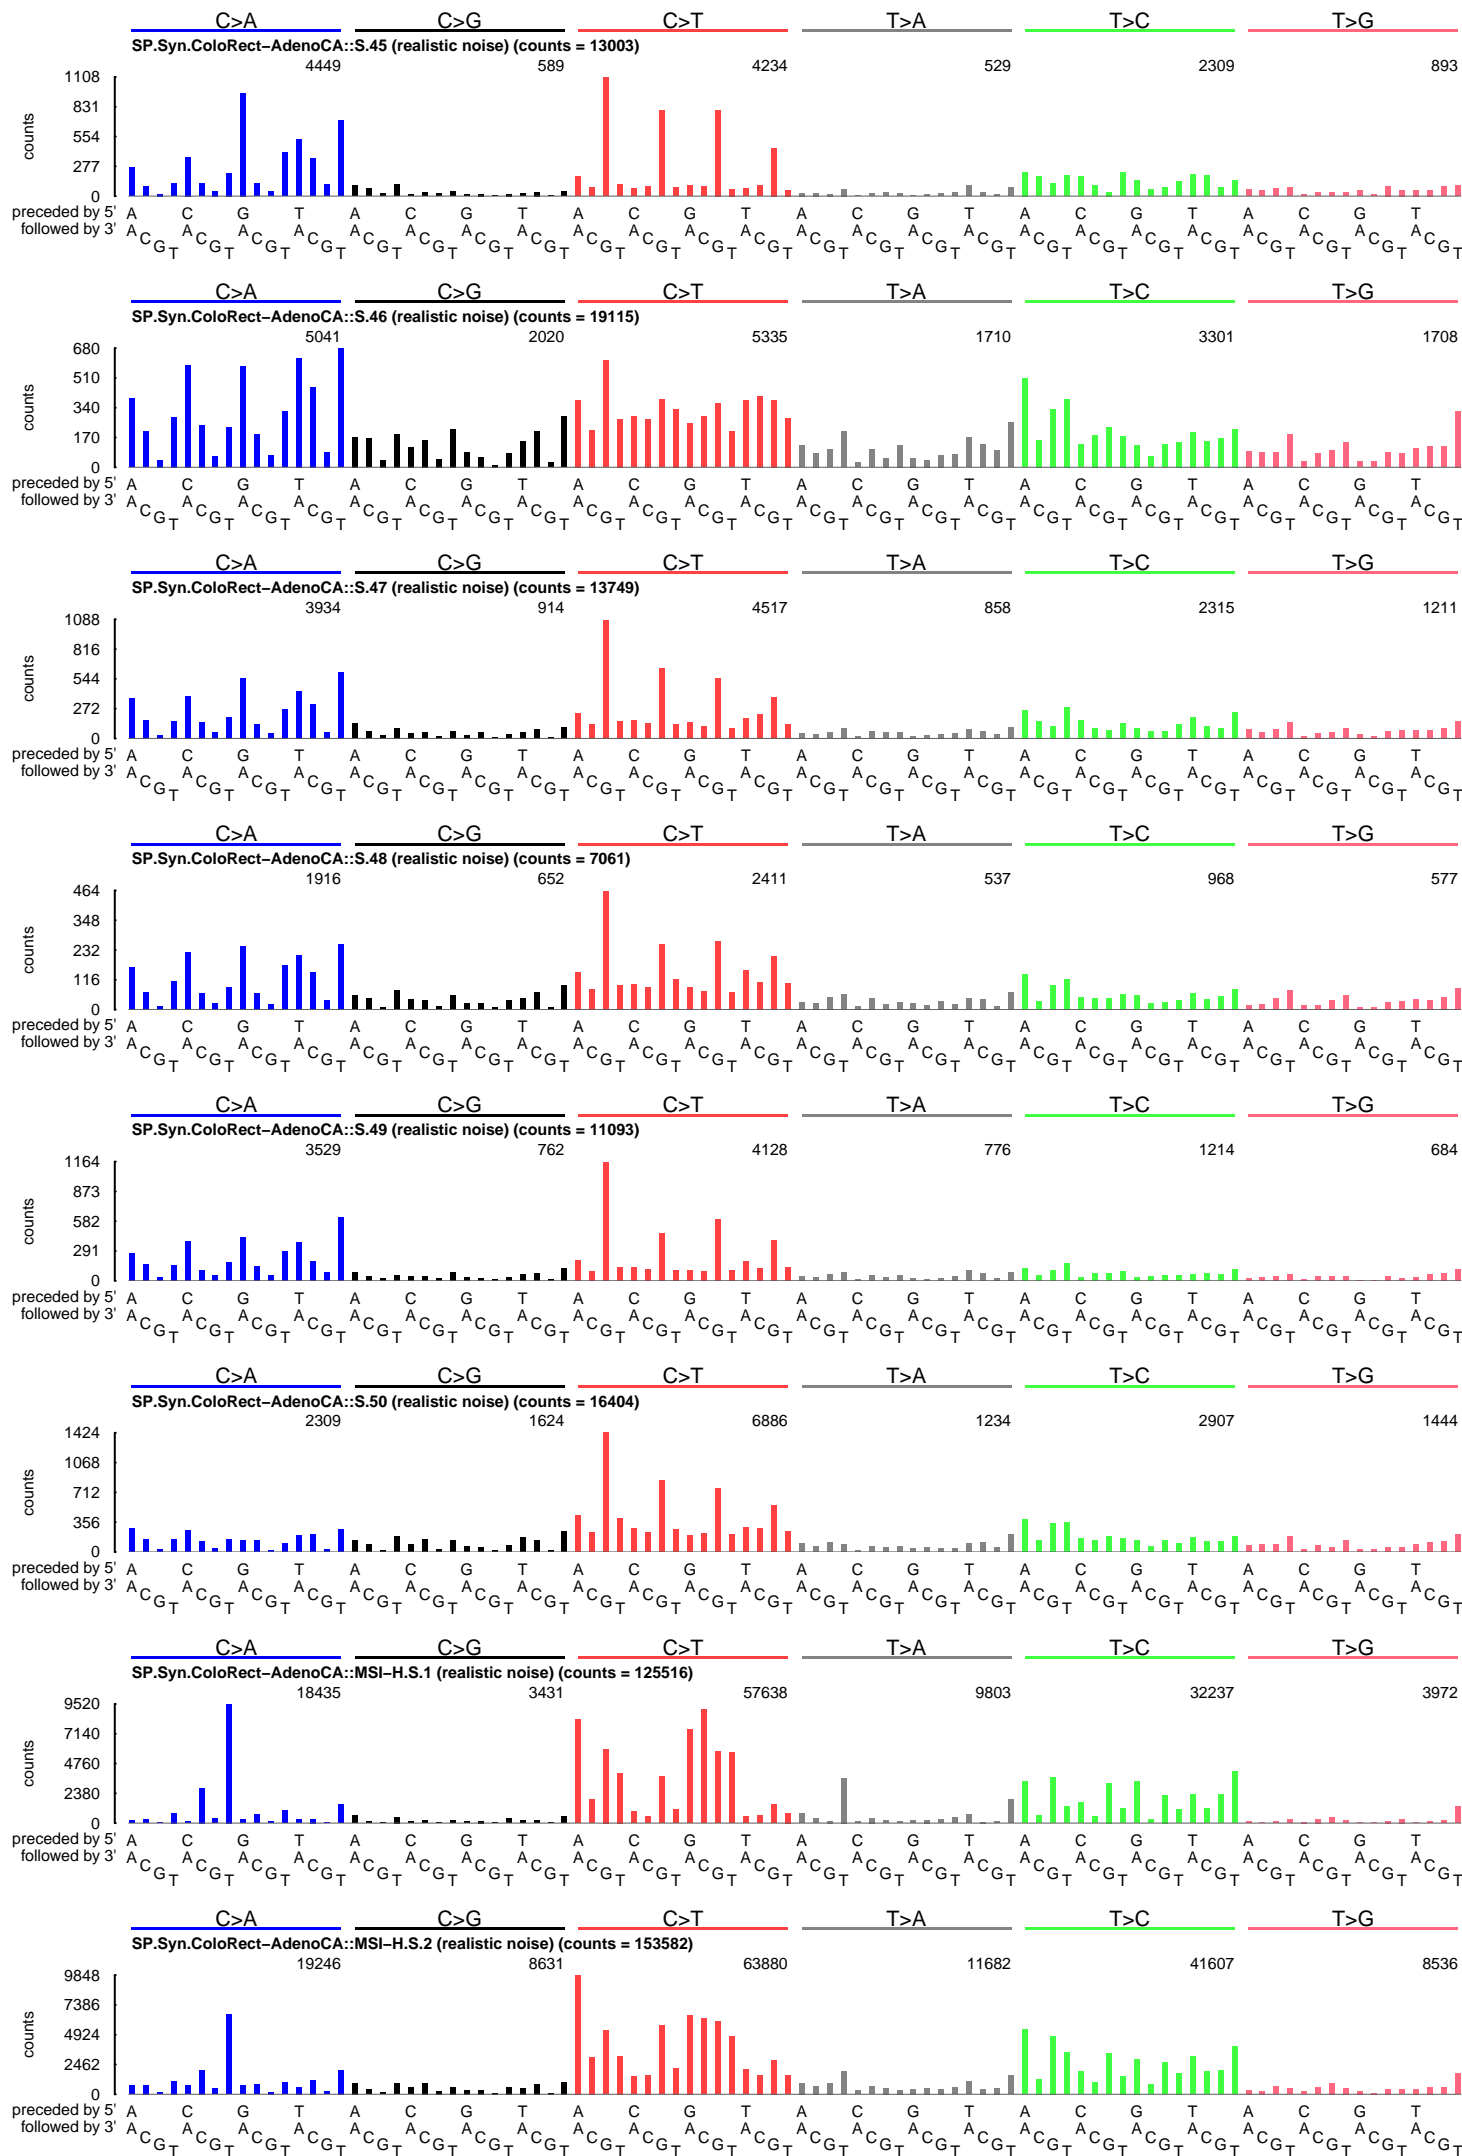 C>A C>G C>T T>A T>C T>G
SP.Syn.ColoRect–AdenoCA::S.45 (realistic noise) (counts = 13003)
4449 589 4234 529 2309 893
1108
831
554
277
0
counts
preceded by 5' A C G T A C G T A C G T A C G T A C G T A C G T
followed by 3' A C G T A C G T A C G T A C G T A C G T A C G T A C G T A C G T A C G T A C G T A C G T A C G T A C G T A C G T A C G T A C G T A C G T A C G T A C G T A C G T A C G T A C G T A C G T A C G T
C>A C>G C>T T>A T>C T>G
SP.Syn.ColoRect–AdenoCA::S.46 (realistic noise) (counts = 19115)
5041 2020 5335 1710 3301 1708
680
510
340
170
0
counts
preceded by 5' A C G T A C G T A C G T A C G T A C G T A C G T
followed by 3' A C G T A C G T A C G T A C G T A C G T A C G T A C G T A C G T A C G T A C G T A C G T A C G T A C G T A C G T A C G T A C G T A C G T A C G T A C G T A C G T A C G T A C G T A C G T A C G T
C>A C>G C>T T>A T>C T>G
SP.Syn.ColoRect–AdenoCA::S.47 (realistic noise) (counts = 13749)
3934 914 4517 858 2315 1211
1088
816
544
272
0
counts
preceded by 5' A C G T A C G T A C G T A C G T A C G T A C G T
followed by 3' A C G T A C G T A C G T A C G T A C G T A C G T A C G T A C G T A C G T A C G T A C G T A C G T A C G T A C G T A C G T A C G T A C G T A C G T A C G T A C G T A C G T A C G T A C G T A C G T
C>A C>G C>T T>A T>C T>G
SP.Syn.ColoRect–AdenoCA::S.48 (realistic noise) (counts = 7061)
1916 652 2411 537 968 577
464
348
232
116
0
counts
preceded by 5' A C G T A C G T A C G T A C G T A C G T A C G T
followed by 3' A C G T A C G T A C G T A C G T A C G T A C G T A C G T A C G T A C G T A C G T A C G T A C G T A C G T A C G T A C G T A C G T A C G T A C G T A C G T A C G T A C G T A C G T A C G T A C G T
C>A C>G C>T T>A T>C T>G
SP.Syn.ColoRect–AdenoCA::S.49 (realistic noise) (counts = 11093)
3529 762 4128 776 1214 684
1164
873
582
291
0
counts
preceded by 5' A C G T A C G T A C G T A C G T A C G T A C G T
followed by 3' A C G T A C G T A C G T A C G T A C G T A C G T A C G T A C G T A C G T A C G T A C G T A C G T A C G T A C G T A C G T A C G T A C G T A C G T A C G T A C G T A C G T A C G T A C G T A C G T
C>A C>G C>T T>A T>C T>G
SP.Syn.ColoRect–AdenoCA::S.50 (realistic noise) (counts = 16404)
2309 1624 6886 1234 2907 1444
1424
1068
712
356
0
counts
preceded by 5' A C G T A C G T A C G T A C G T A C G T A C G T
followed by 3' A C G T A C G T A C G T A C G T A C G T A C G T A C G T A C G T A C G T A C G T A C G T A C G T A C G T A C G T A C G T A C G T A C G T A C G T A C G T A C G T A C G T A C G T A C G T A C G T
C>A C>G C>T T>A T>C T>G
SP.Syn.ColoRect–AdenoCA::MSI–H.S.1 (realistic noise) (counts = 125516)
18435 3431 57638 9803 32237 3972
9520
7140
4760
2380
0
counts
preceded by 5' A C G T A C G T A C G T A C G T A C G T A C G T
followed by 3' A C G T A C G T A C G T A C G T A C G T A C G T A C G T A C G T A C G T A C G T A C G T A C G T A C G T A C G T A C G T A C G T A C G T A C G T A C G T A C G T A C G T A C G T A C G T A C G T
C>A C>G C>T T>A T>C T>G
SP.Syn.ColoRect–AdenoCA::MSI–H.S.2 (realistic noise) (counts = 153582)
19246 8631 63880 11682 41607 8536
9848
7386
4924
2462
0
counts
preceded by 5' A C G T A C G T A C G T A C G T A C G T A C G T
followed by 3' A C G T A C G T A C G T A C G T A C G T A C G T A C G T A C G T A C G T A C G T A C G T A C G T A C G T A C G T A C G T A C G T A C G T A C G T A C G T A C G T A C G T A C G T A C G T A C G T